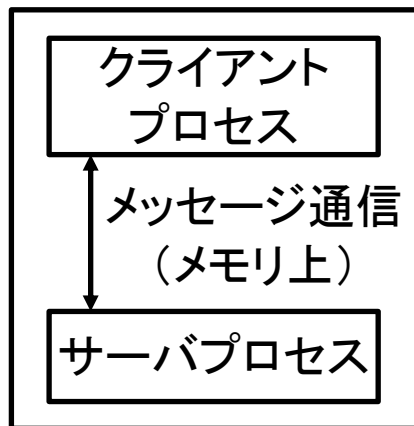 クライアント
プロセス
メッセージ通信
（メモリ上）
サーバプロセス